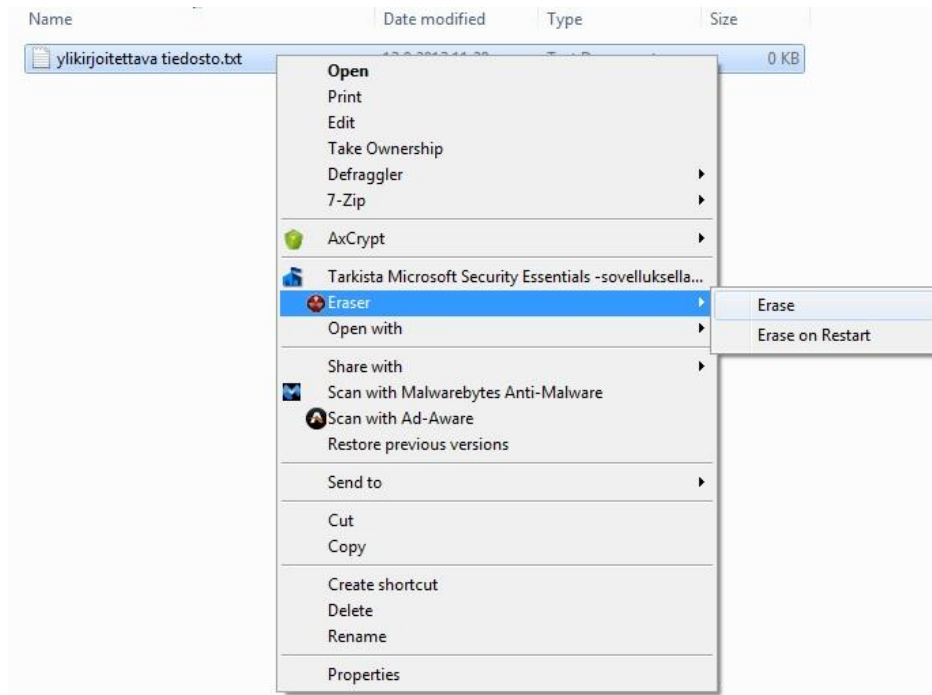 Name Date modified Type Size
ylikirjoitettava tiedosto.txt 0 KB
Open
Print
Edit
Take Ownership
Defraggler
7-Zip
AxCrypt
Tarkista Microsoft Security Essentials -sovelluksella...
Eraser
Erase
Open with
Erase on Restart
Share with
Scan with Malwarebytes Anti-Malware
Scan with Ad-Aware
Restore previous versions
Send to
Cut
Copy
Create shortcut
Delete
Rename
Properties